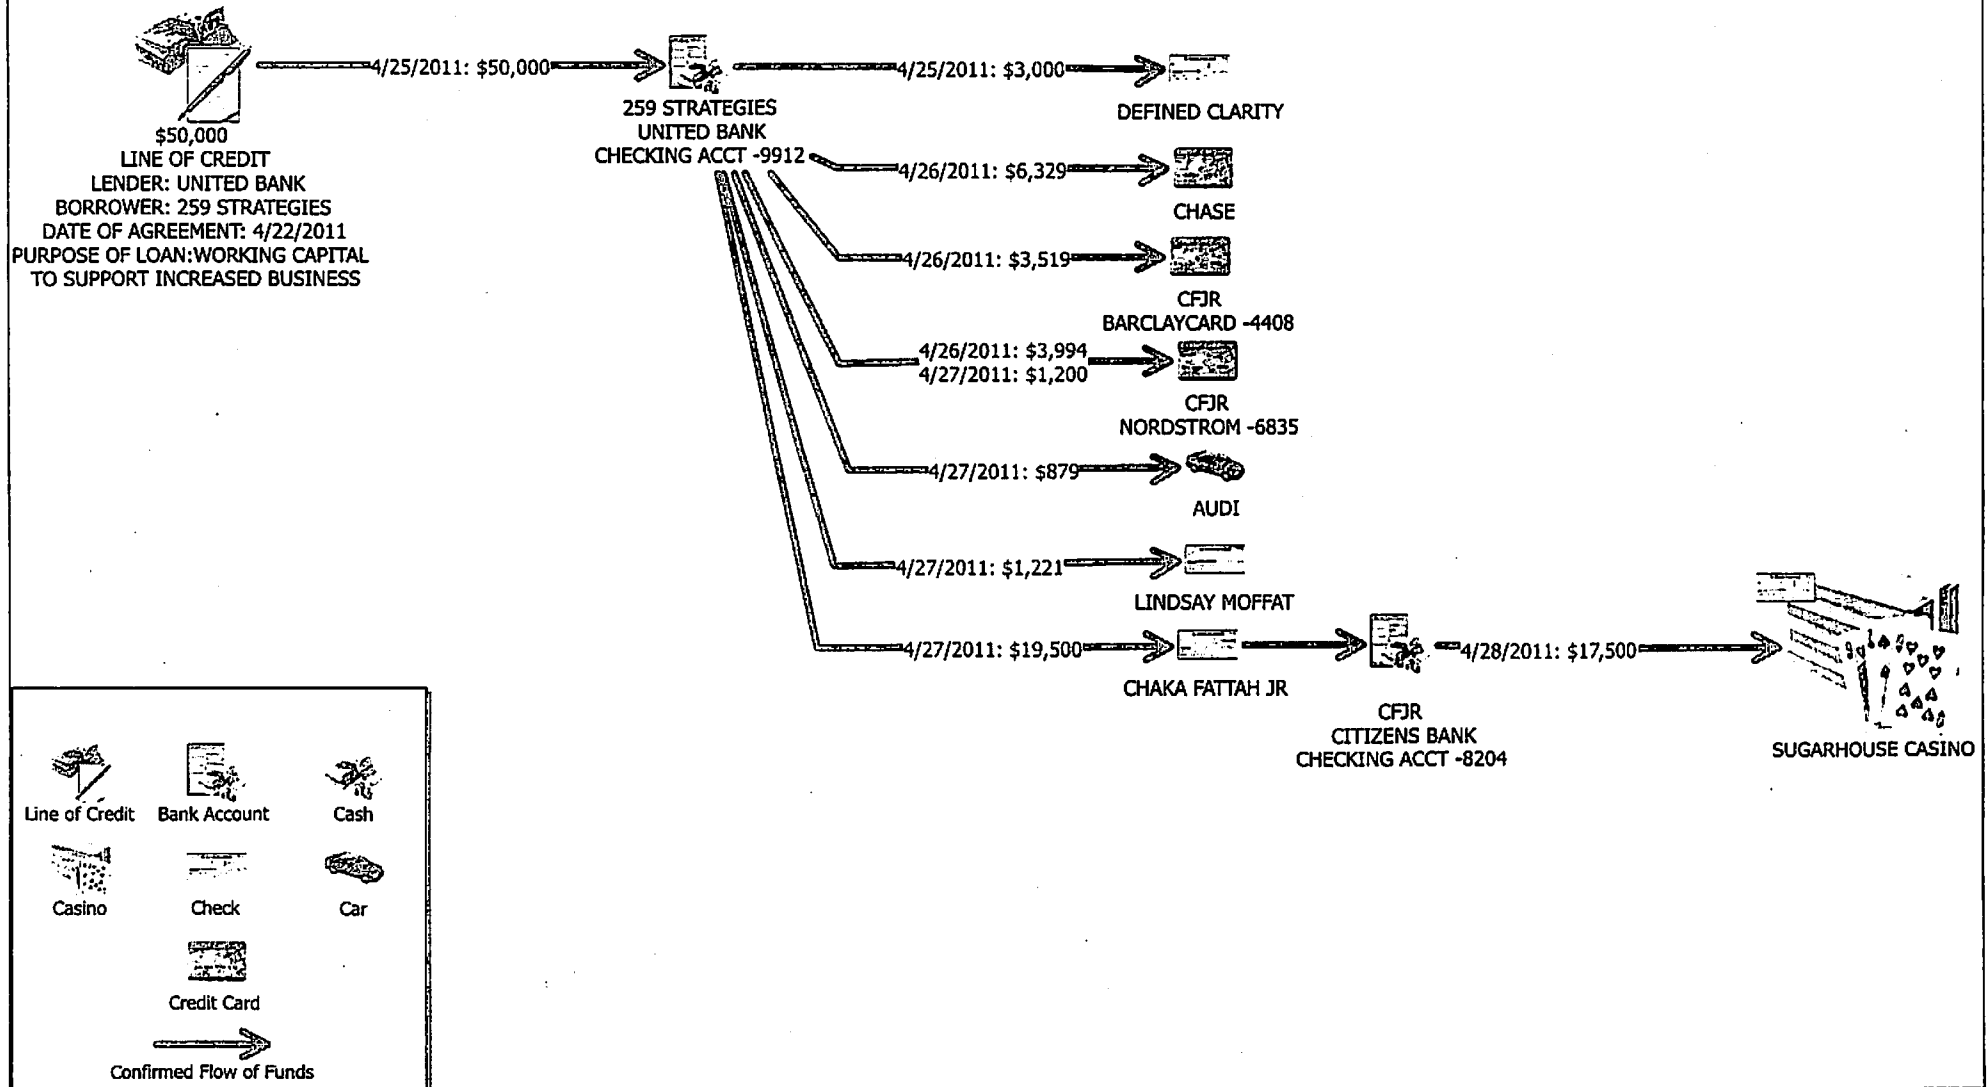 4/25/2011: $50,000
4/25/2011: $3,000
259 STRATEGIES
UNITED BANK
CHECKING ACCT -9912
DEFINED CLARITY
$50,000
LINE OF CREDIT
LENDER: UNITED BANK
BORROWER: 259 STRATEGIES
DATE OF AGREEMENT: 4/22/2011
PURPOSE OF LOAN:WORKING CAPITAL
TO SUPPORT INCREASED BUSINESS
4/26/2011: $6,329
CHASE
4/26/2011: $3,519
CFJR
BARCLAYCARD -4408
4/26/2011: $3,994
4/27/2011: $1,200
CFJR
NORDSTROM -6835
4/27/2011: $879
AUDI
4/27/2011: $1,221
LINDSAY MOFFAT
4/27/2011: $19,500
CHAKA FATTAH JR
CFJR
CITIZENS BANK
CHECKING ACCT -8204
4/28/2011: $17,500
SUGARHOUSE CASINO
Line of Credit
Bank Account
Cash
Casino
Check
Car
Credit Card
Confirmed Flow of Funds